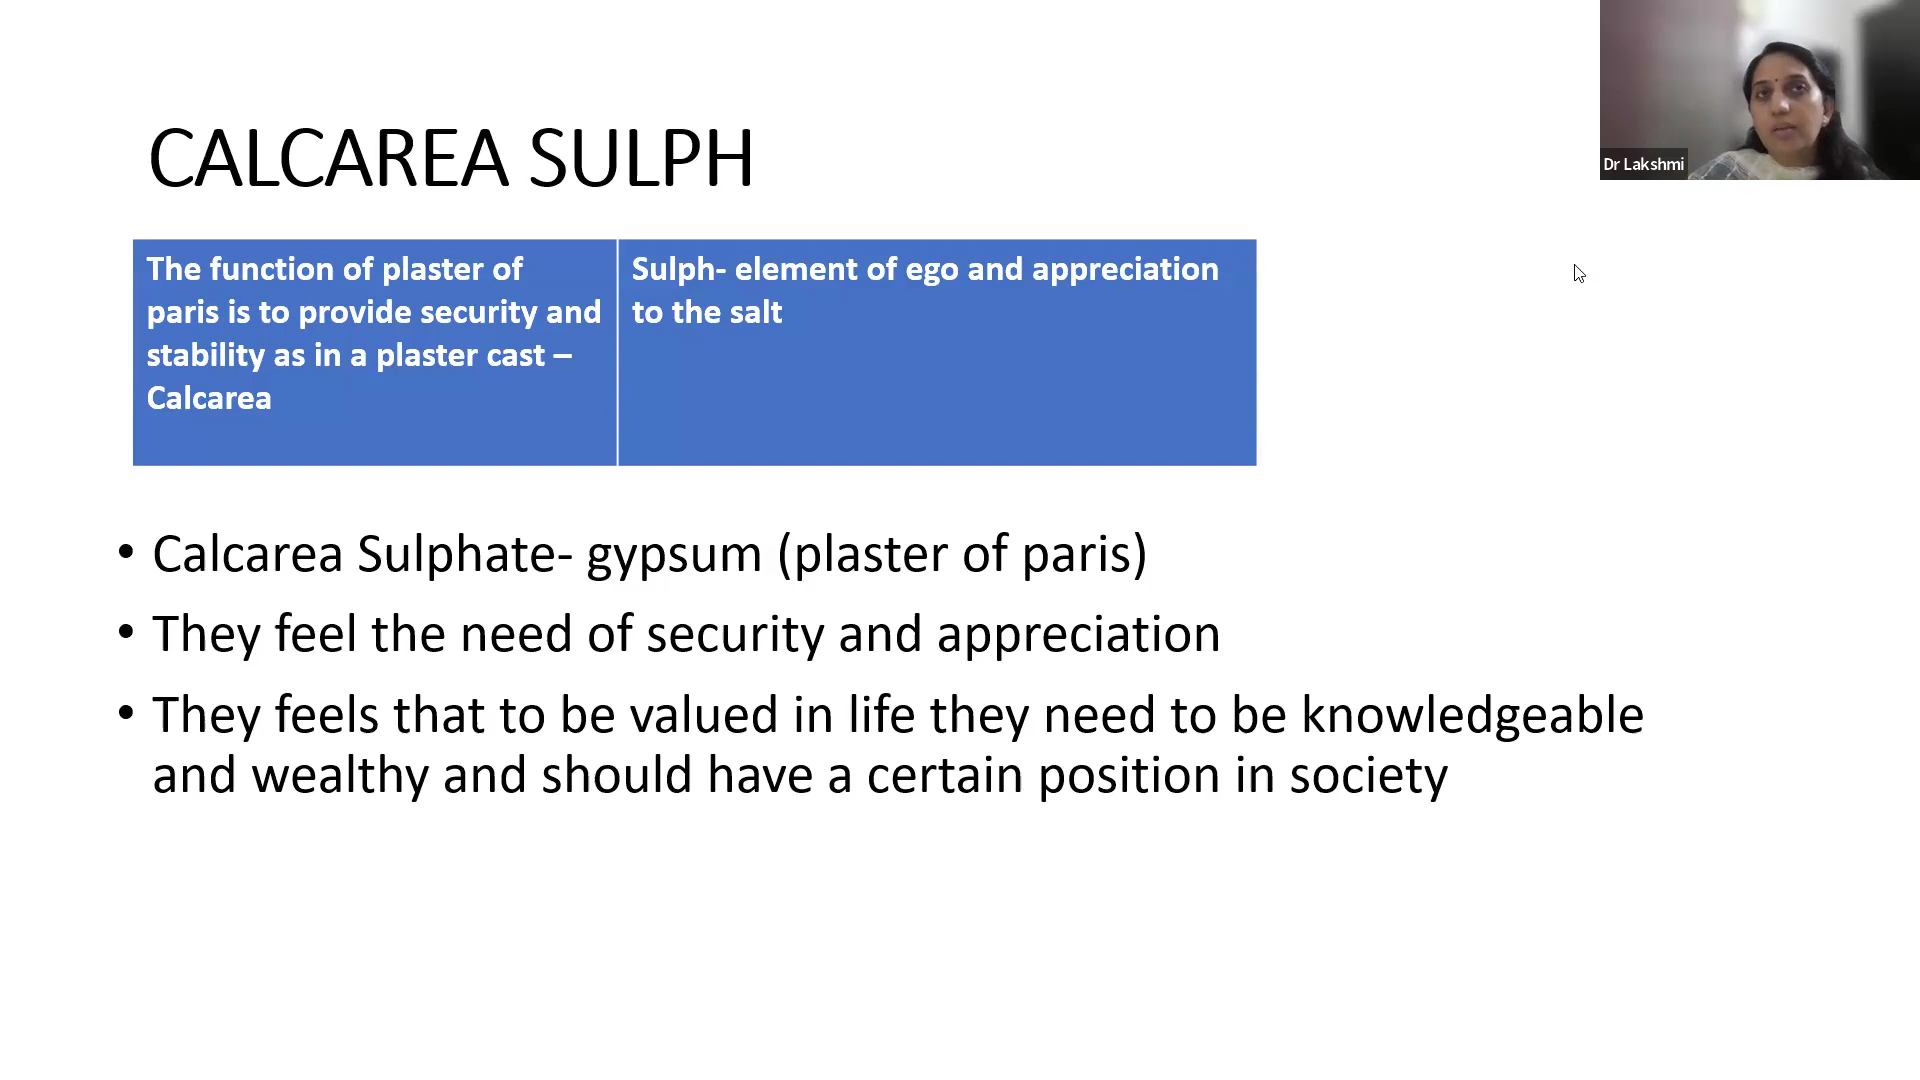 CALCAREA SULPH
Dr Lakshmi
The function of plaster of
paris is to provide security and
stability as in a plaster cast –
Calcarea
Sulph- element of ego and appreciation
to the salt
• Calcarea Sulphate- gypsum (plaster of paris)
• They feel the need of security and appreciation
• They feels that to be valued in life they need to be knowledgeable
and wealthy and should have a certain position in society